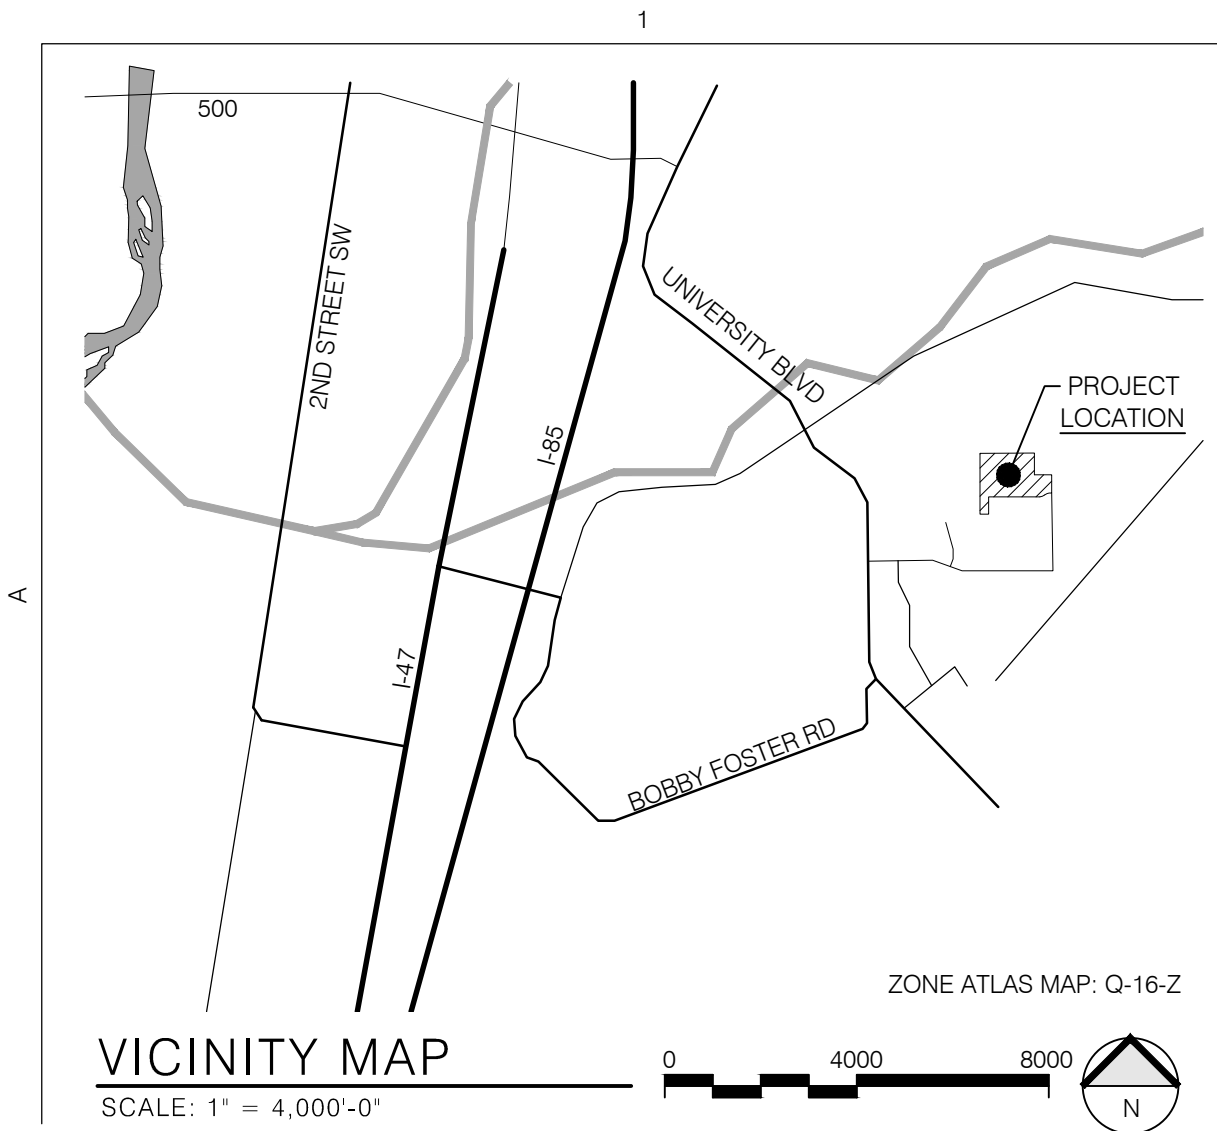 1
500
2ND STREET SW
UNIVERSITY BLVD
PROJECT
LOCATION
I-85
A
I-47
BOBBY FOSTER RD
ZONE ATLAS MAP: Q-16-Z
VICINITY MAP
SCALE: 1" = 4,000'-0"
0 4000 8000
N